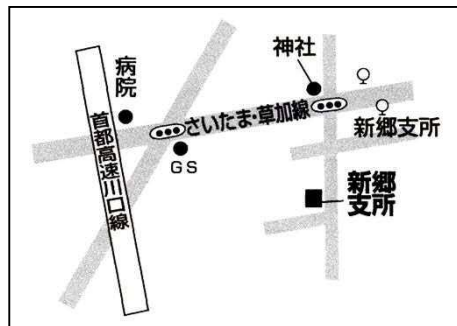 病院
首都高速川口線
GS
さいたま・草加線
神社
新郷支所
新郷
支所